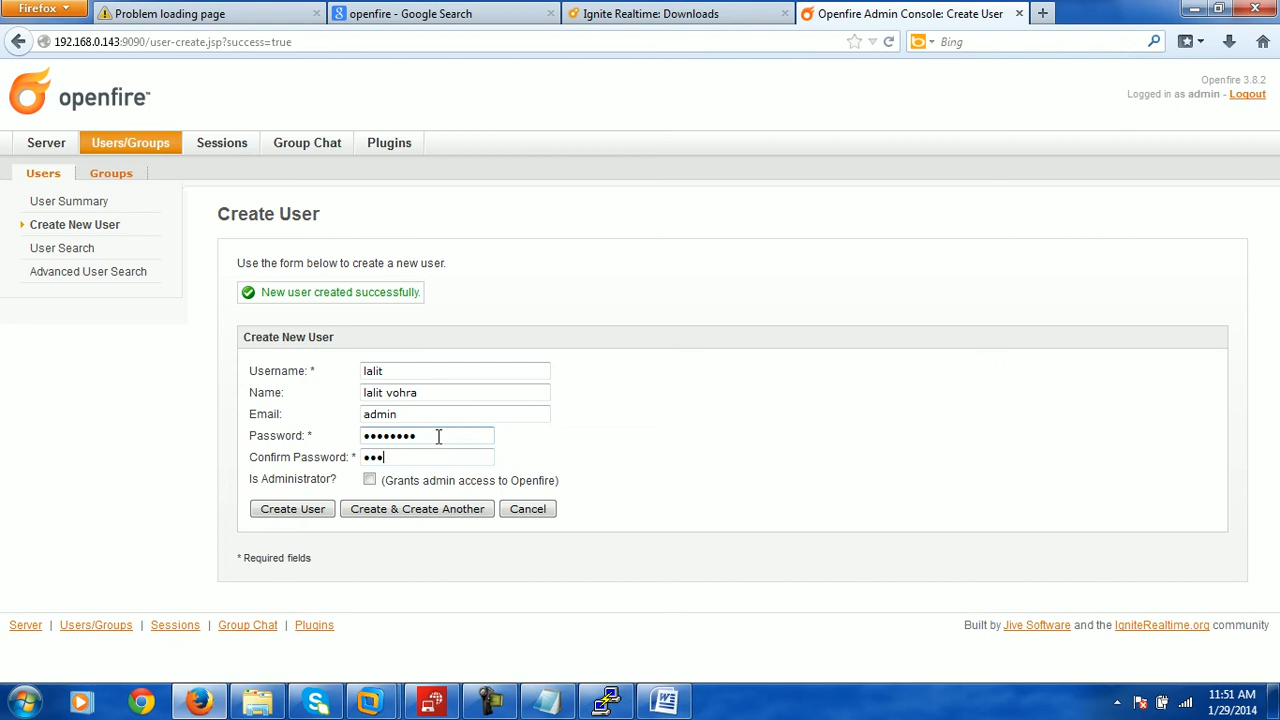 Firefox
Problem loading page
openfire - Google Search
Ignite Realtime: Downloads
Openfire Admin Console: Create User
192.168.0.143:9090/user-create.jsp?success=true
Bing
openfire™
Openfire 3.8.2
Logged in as admin - Logout
Server
Users/Groups
Sessions
Group Chat
Plugins
Users
Groups
User Summary
Create New User
User Search
Advanced User Search
Create User
Use the form below to create a new user.
New user created successfully.
Create New User
Username: * lalit
Name: lalit vohra
Email: admin
Password: * ••••••••
Confirm Password: * •••
Is Administrator? (Grants admin access to Openfire)
Create User
Create & Create Another
Cancel
* Required fields
Server
Users/Groups
Sessions
Group Chat
Plugins
Built by Jive Software and the IgniteRealtime.org community
11:51 AM
1/29/2014